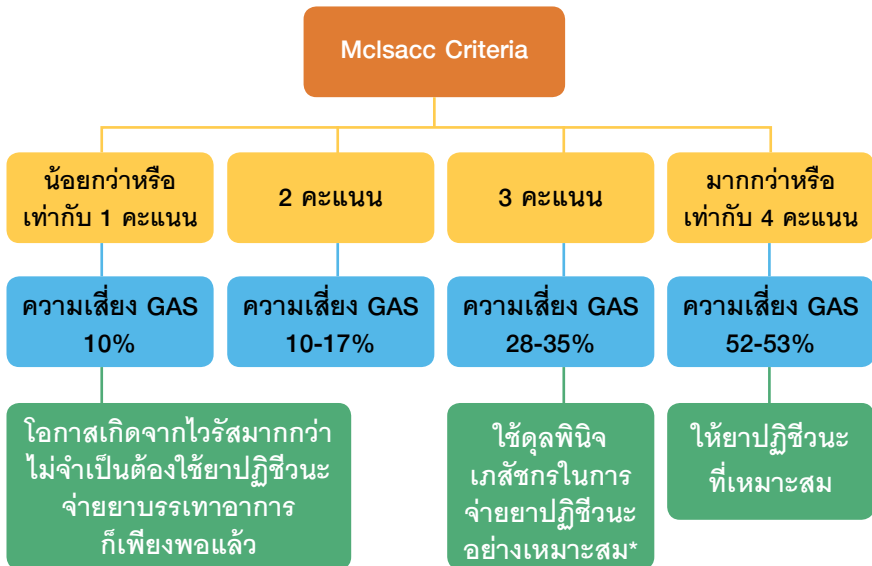 McIsacc Criteria
น้อยกว่าหรือ
เท่ากับ 1 คะแนน
2 คะแนน
3 คะแนน
มากกว่าหรือ
เท่ากับ 4 คะแนน
ความเสี่ยง GAS
10%
ความเสี่ยง GAS
10-17%
ความเสี่ยง GAS
28-35%
ความเสี่ยง GAS
52-53%
โอกาสเกิดจากไวรัสมากกว่า
ไม่จำเป็นต้องใช้ยาปฏิชีวนะ
จ่ายยาบรรเทาอาการ
ก็เพียงพอแล้ว
ใช้ดุลพินิจ
เภสัชกรในการ
จ่ายยาปฏิชีวนะ
อย่างเหมาะสม*
ให้ยาปฏิชีวนะ
ที่เหมาะสม